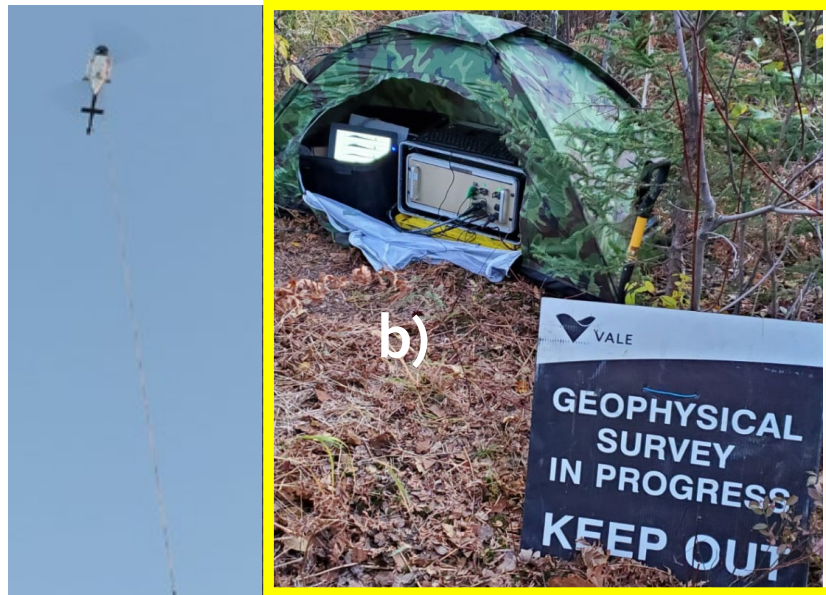 b)
VALE
GEOPHYSICAL
SURVEY
IN PROGRESS
KEEP OUT